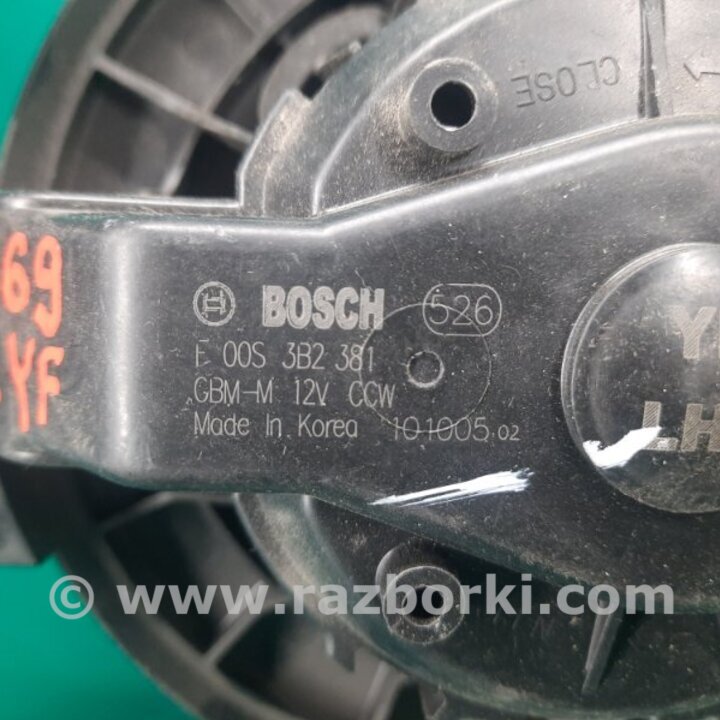 CLOSE
69
YF
BOSCH 526
F 00S 3B2 381
GBM-M 12V CCW
Made In Korea 101005 02
© www.razborki.com